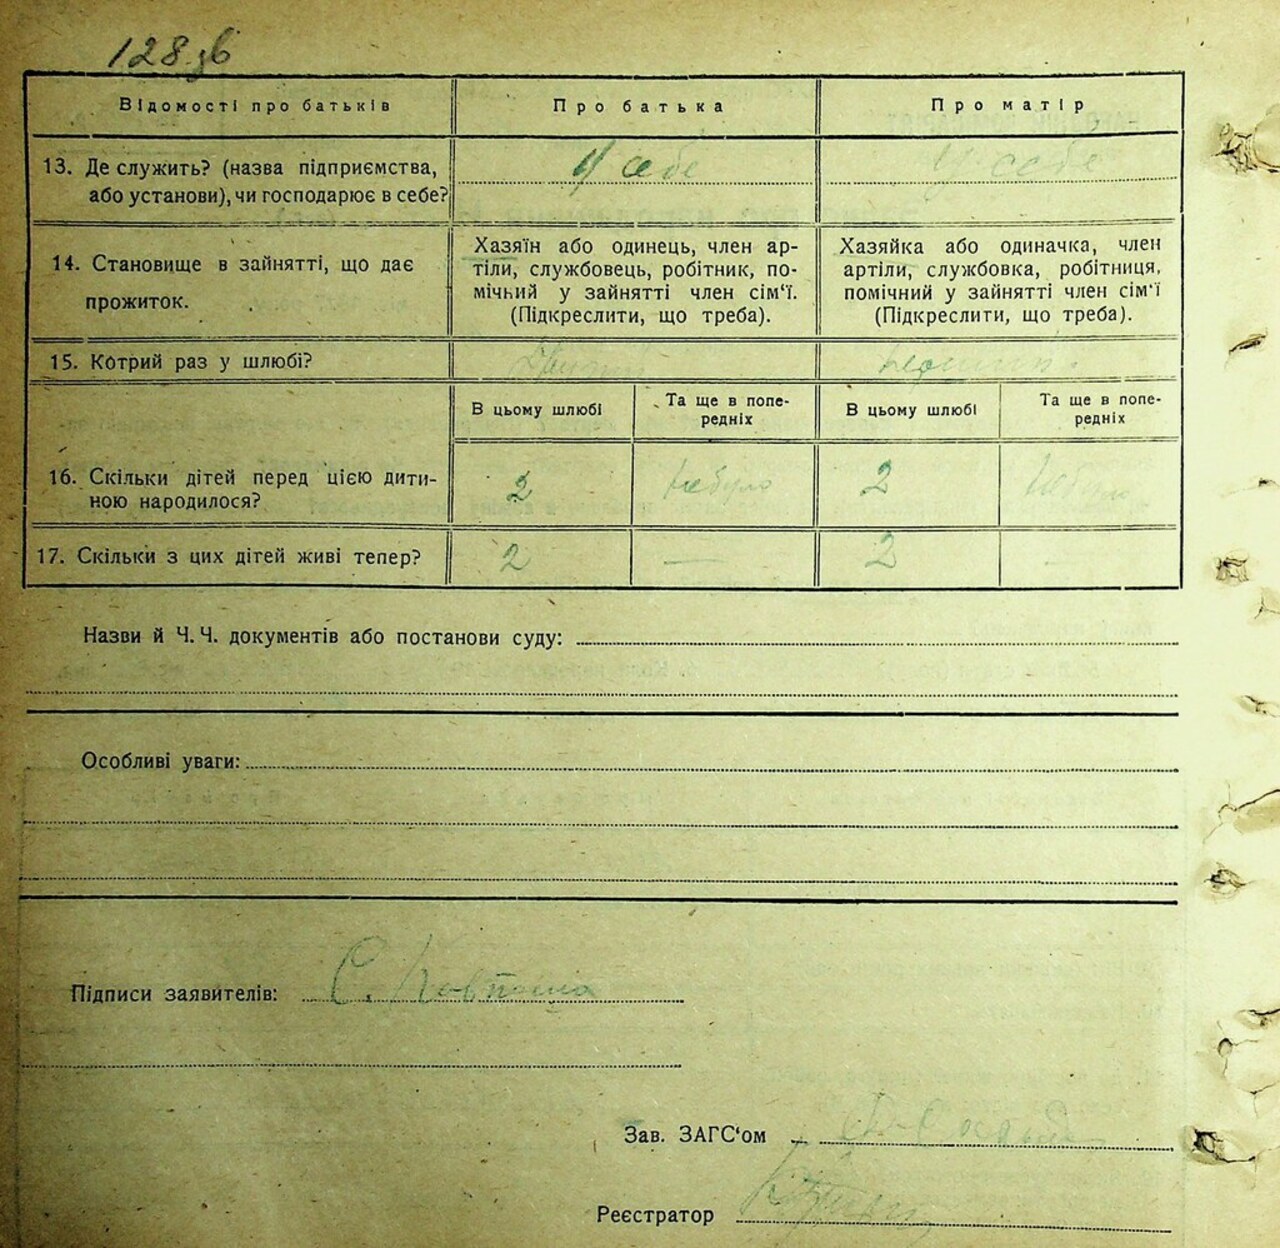 128 зв
Відомості про батьків
Про батька
Про матір
13. Де служить? (назва підприємства,
або установи), чи господарює в себе?
У себе
У себе
14. Становище в зайнятті, що дає
прожиток.
Хазяїн або одинець, член ар-
тіли, службовець, робітник, по-
мічний у зайнятті член сім‘ї.
(Підкреслити, що треба).
Хазяйка або одиначка, член
артіли, службовка, робітниця,
помічний у зайнятті член сім‘ї
(Підкреслити, що треба).
15. Котрий раз у шлюбі?
В цьому шлюбі
Та ще в попе-
редніх
В цьому шлюбі
Та ще в попе-
редніх
16. Скільки дітей перед цією дити-
ною народилося?
2
небуло
2
небуло
17. Скільки з цих дітей живі тепер?
2
—
2
—
Назви й Ч. Ч. документів або постанови суду:
Особливі уваги:
Підписи заявителів: С.
Зав. ЗАГС‘ом
Реєстратор